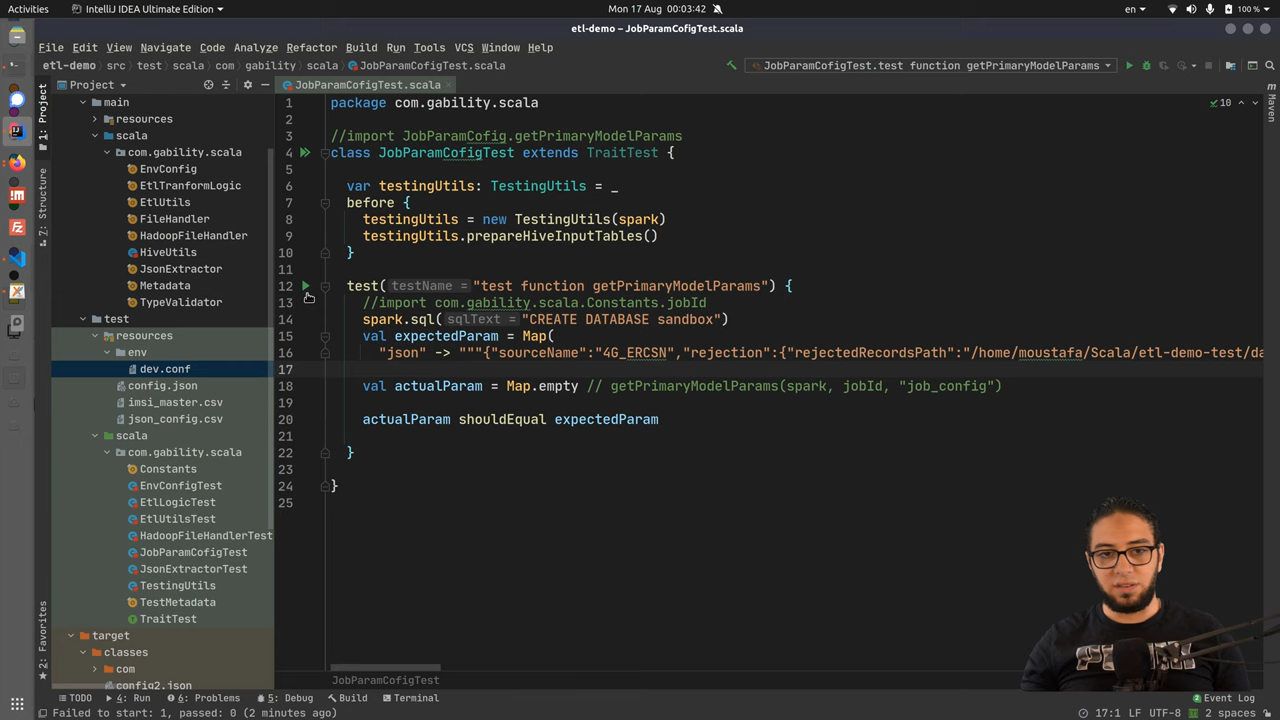 Activities
IntelliJ IDEA Ultimate Edition
Mon 17 Aug 00:03:42
en
100 %
etl-demo – JobParamCofigTest.scala
File Edit View Navigate Code Analyze Refactor Build Run Tools VCS Window Help
etl-demo src test scala com gability scala JobParamCofigTest.scala
JobParamCofigTest.test function getPrimaryModelParams
Project
JobParamCofigTest.scala
1: Project
7: Structure
2: Favorites
Maven
main
resources
scala
com.gability.scala
EnvConfig
EtlTranformLogic
EtlUtils
FileHandler
HadoopFileHandler
HiveUtils
JsonExtractor
Metadata
TypeValidator
test
resources
env
dev.conf
config.json
imsi_master.csv
json_config.csv
scala
com.gability.scala
Constants
EnvConfigTest
EtlLogicTest
EtlUtilsTest
HadoopFileHandlerTest
JobParamCofigTest
JsonExtractorTest
TestingUtils
TestMetadata
TraitTest
target
classes
com
config2.json
10
1 package com.gability.scala
2
3 //import JobParamCofig.getPrimaryModelParams
4 class JobParamCofigTest extends TraitTest {
5
6 var testingUtils: TestingUtils = _
7 before {
8 testingUtils = new TestingUtils(spark)
9 testingUtils.prepareHiveInputTables()
10 }
11
12 test( testName = "test function getPrimaryModelParams") {
13 //import com.gability.scala.Constants.jobId
14 spark.sql( sqlText = "CREATE DATABASE sandbox")
15 val expectedParam = Map(
16 "json" -> """{"sourceName":"4G_ERCSN","rejection":{"rejectedRecordsPath":"/home/moustafa/Scala/etl-demo-test/da
17
18 val actualParam = Map.empty // getPrimaryModelParams(spark, jobId, "job_config")
19
20 actualParam shouldEqual expectedParam
21
22 }
23
24 }
25
JobParamCofigTest
TODO 4: Run 6: Problems 5: Debug Build Terminal
Event Log
Failed to start: 1, passed: 0 (2 minutes ago)
17:1 LF UTF-8 2 spaces